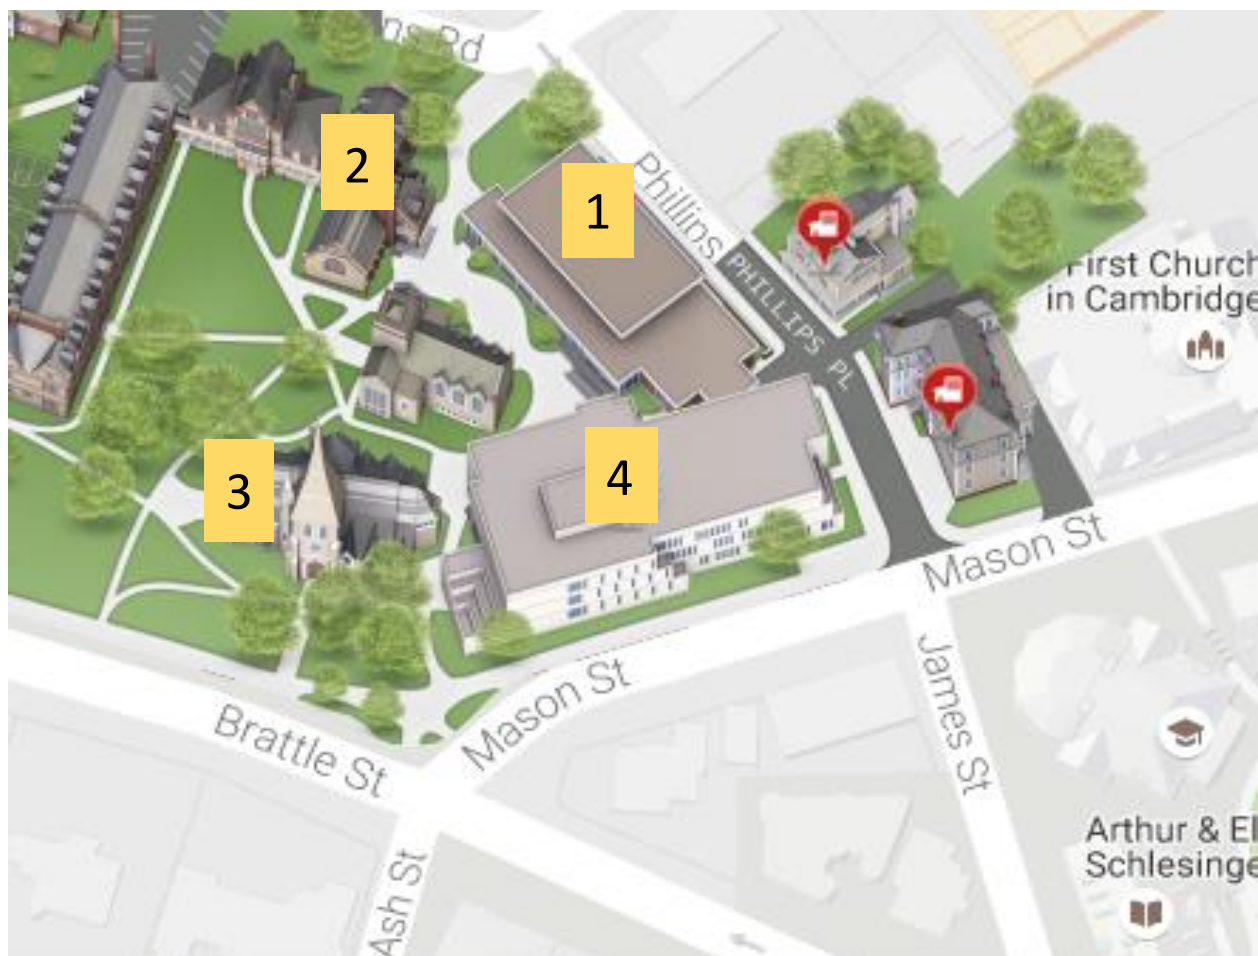 ns Rd
2
1
Phillips
PHILLIPS PL
First Church
in Cambridge
3
4
Mason St
Mason St
James St
Brattle St
Ash St
Arthur & El
Schlesinge